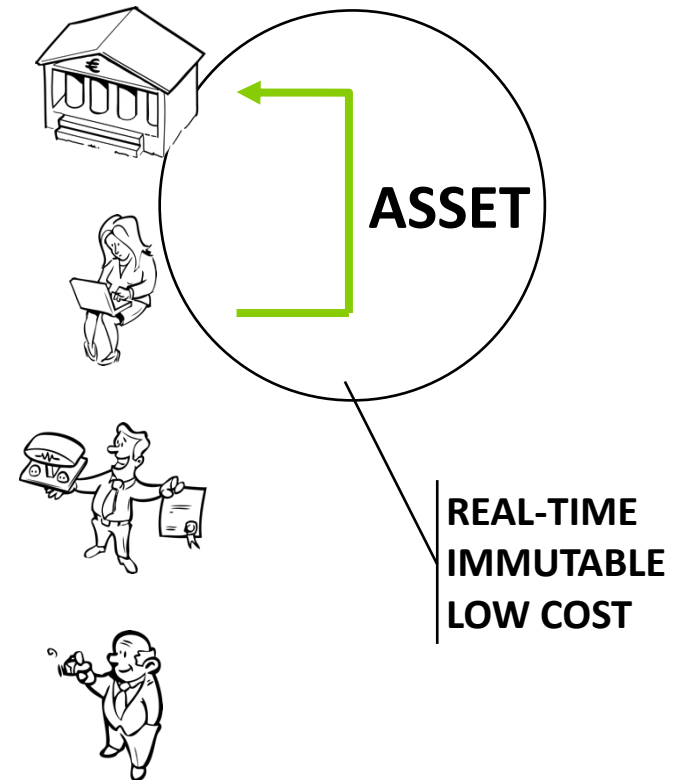 €
ASSET
REAL-TIME
IMMUTABLE
LOW COST